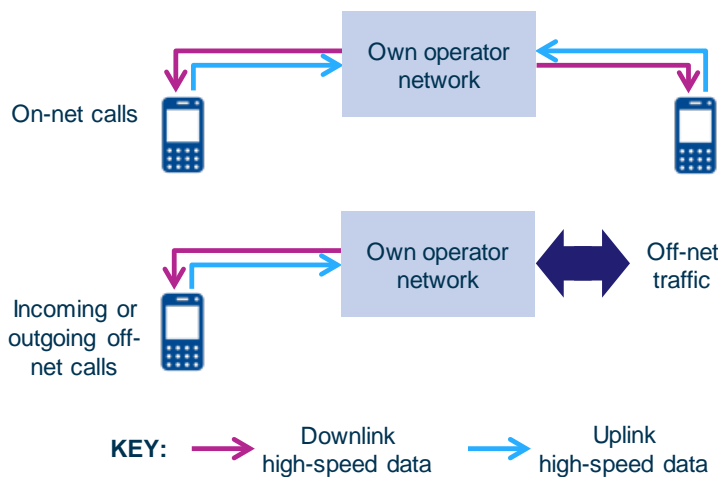 Own operator
network
On-net calls
Own operator
network
Off-net
traffic
Incoming or
outgoing off-
net calls
KEY:
Downlink
high-speed data
Uplink
high-speed data